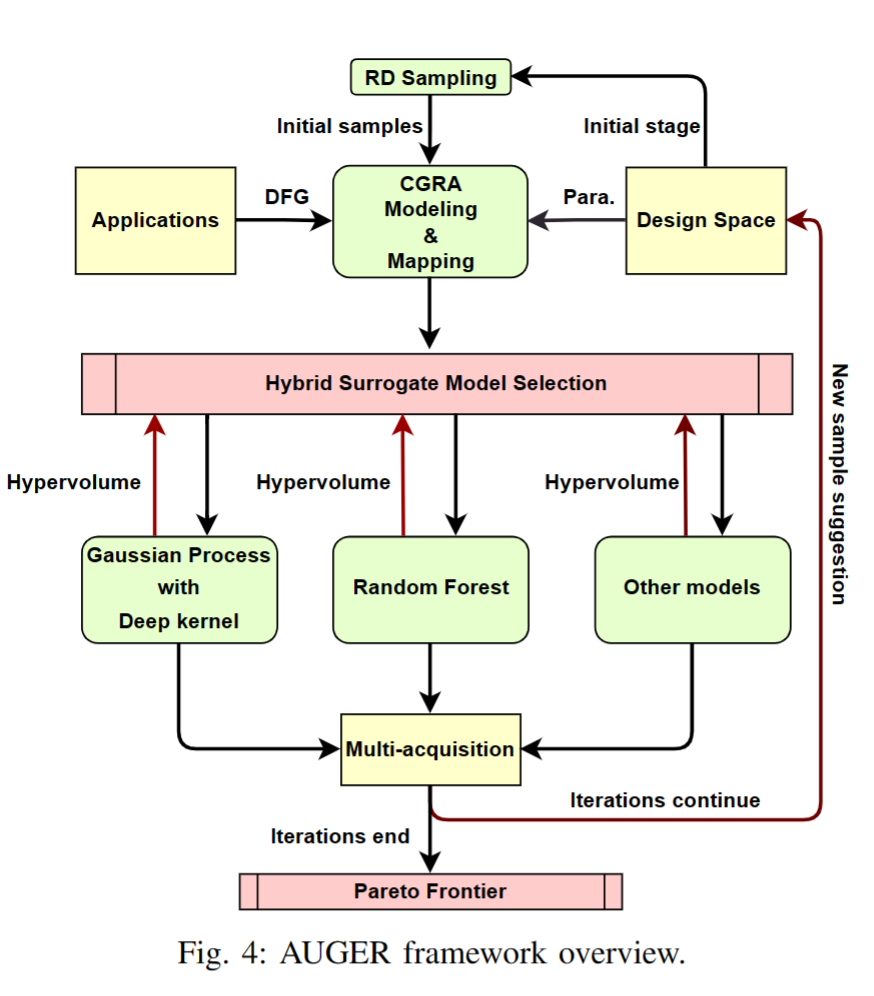 RD Sampling
Initial samples
Initial stage
Applications
DFG
CGRA
Modeling
&
Mapping
Para.
Design Space
Hybrid Surrogate Model Selection
New sample suggestion
Hypervolume
Hypervolume
Hypervolume
Gaussian Process
with
Deep kernel
Random Forest
Other models
Multi-acquisition
Iterations continue
Iterations end
Pareto Frontier
Fig. 4: AUGER framework overview.